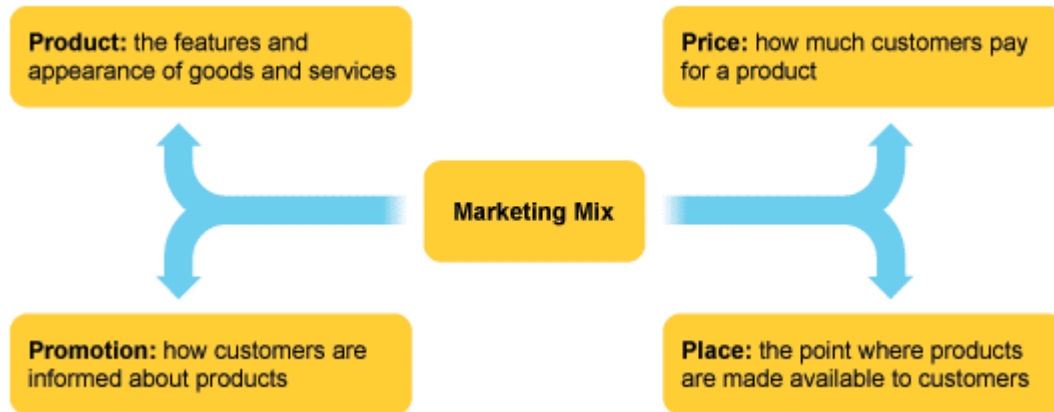 Product: the features and
appearance of goods and services
Price: how much customers pay
for a product
Marketing Mix
Promotion: how customers are
informed about products
Place: the point where products
are made available to customers